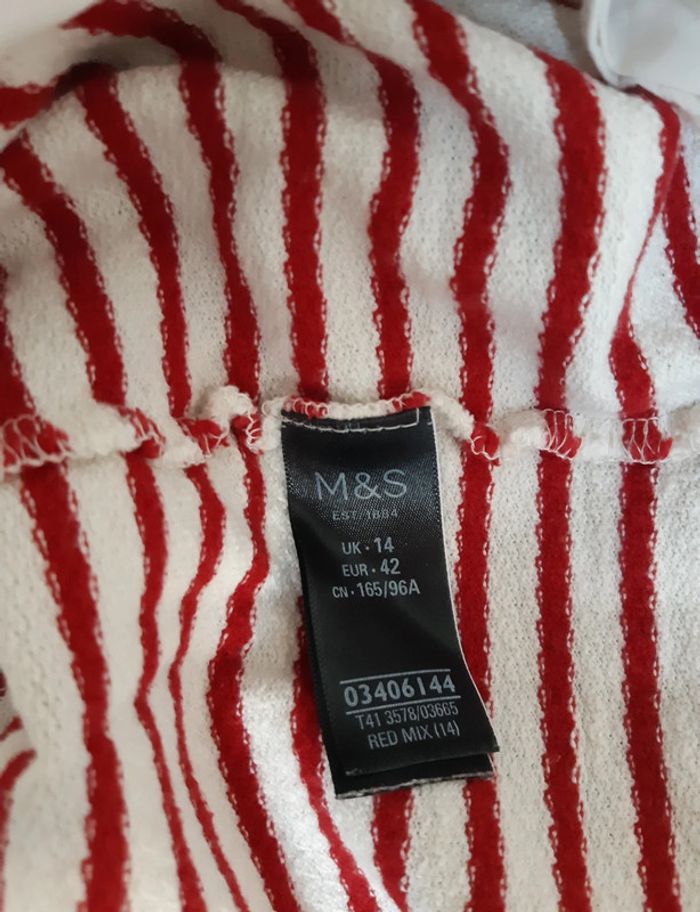 M&S
EST. 1884
UK · 14
EUR · 42
CN · 165/96A
03406144
T41 3578/03665
RED MIX (14)